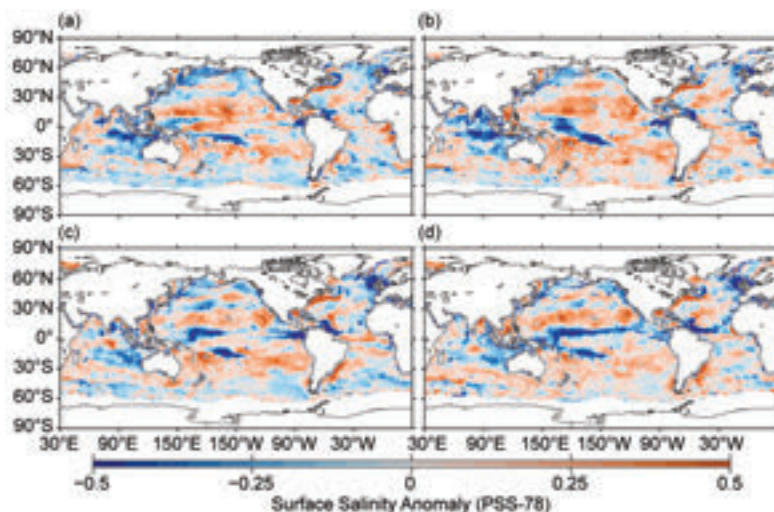 (a) (b)
90°N
60°N
30°N
0°
30°S
60°S
90°S
(c) (d)
90°N
60°N
30°N
0°
30°S
60°S
90°S
30°E 90°E 150°E 150°W 90°W 30°W 30°E 90°E 150°E 150°W 90°W 30°W
−0.5 −0.25 0 0.25 0.5
Surface Salinity Anomaly (PSS-78)